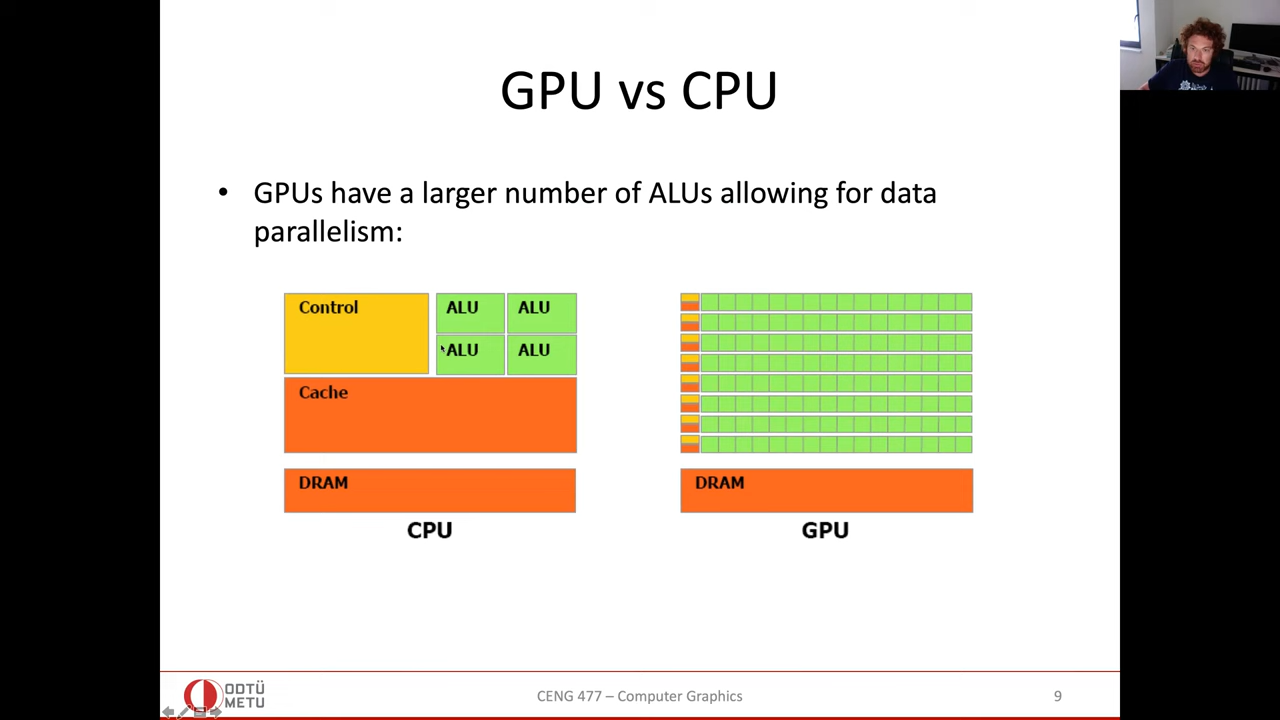 GPU vs CPU
• GPUs have a larger number of ALUs allowing for data
parallelism:
Control
ALU ALU
ALU ALU
Cache
DRAM
CPU
DRAM
GPU
ODTÜ
METU
CENG 477 – Computer Graphics
9